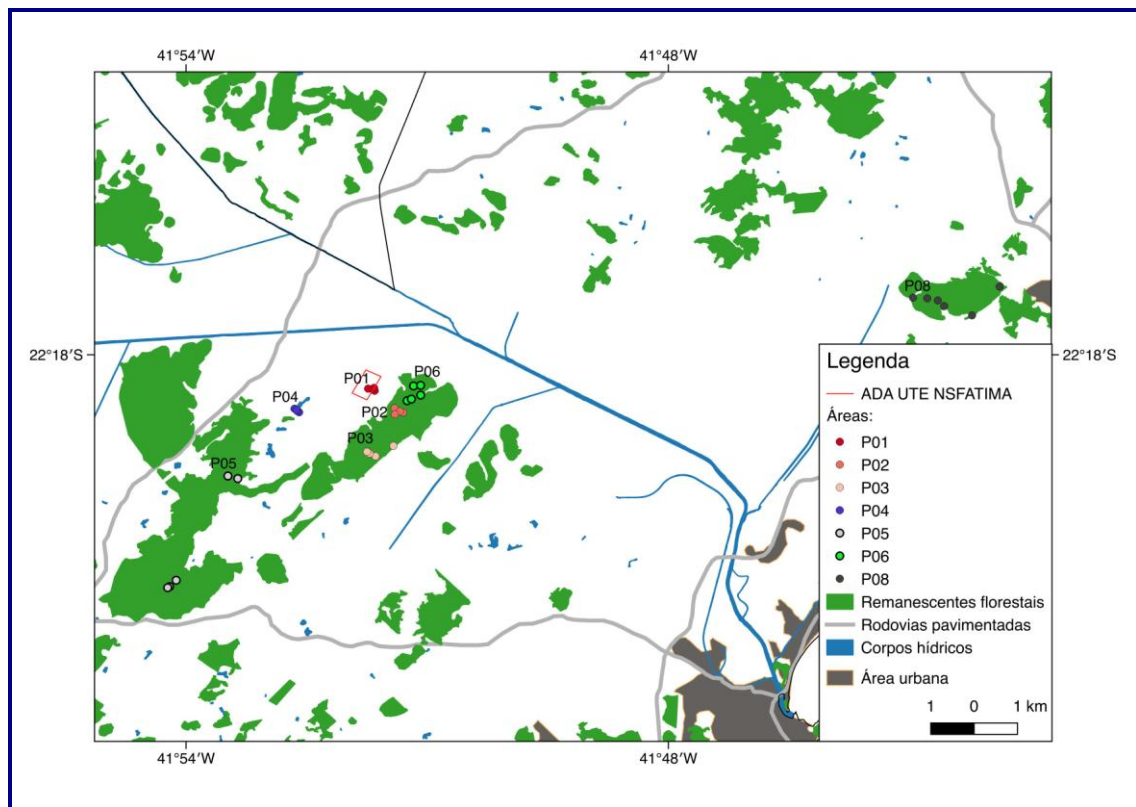 41°54′W
41°48′W
P08
22°18′S
22°18′S
P01
P06
P04
P02
P03
P05
Legenda
ADA UTE NSFATIMA
Áreas:
P01
P02
P03
P04
P05
P06
P08
Remanescentes florestais
Rodovias pavimentadas
Corpos hídricos
Área urbana
1 0 1 km
41°54′W
41°48′W